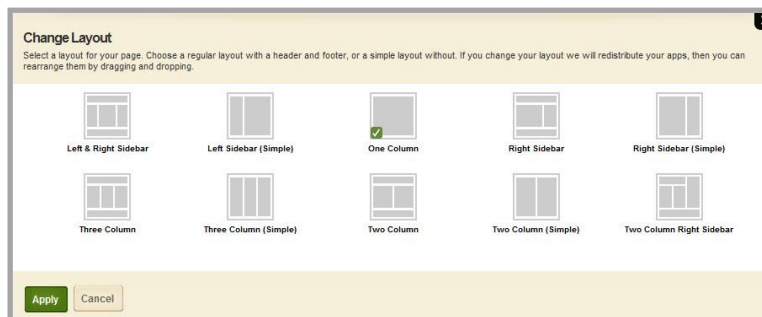 Change Layout
Select a layout for your page. Choose a regular layout with a header and footer, or a simple layout without. If you change your layout we will redistribute your apps, then you can
rearrange them by dragging and dropping.
Left & Right Sidebar
Left Sidebar (Simple)
One Column
Right Sidebar
Right Sidebar (Simple)
Three Column
Three Column (Simple)
Two Column
Two Column (Simple)
Two Column Right Sidebar
Apply
Cancel